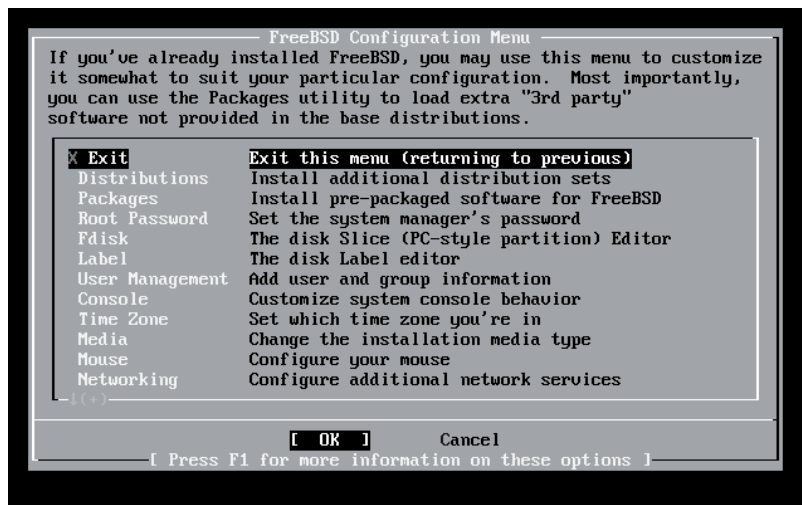 FreeBSD Configuration Menu
If you've already installed FreeBSD, you may use this menu to customize
it somewhat to suit your particular configuration.  Most importantly,
you can use the Packages utility to load extra "3rd party"
software not provided in the base distributions.
X Exit Exit this menu (returning to previous)
Distributions Install additional distribution sets
Packages Install pre-packaged software for FreeBSD
Root Password Set the system manager's password
Fdisk The disk Slice (PC-style partition) Editor
Label The disk Label editor
User Management Add user and group information
Console Customize system console behavior
Time Zone Set which time zone you're in
Media Change the installation media type
Mouse Configure your mouse
Networking Configure additional network services
↓(+)
[ OK ] Cancel
[ Press F1 for more information on these options ]